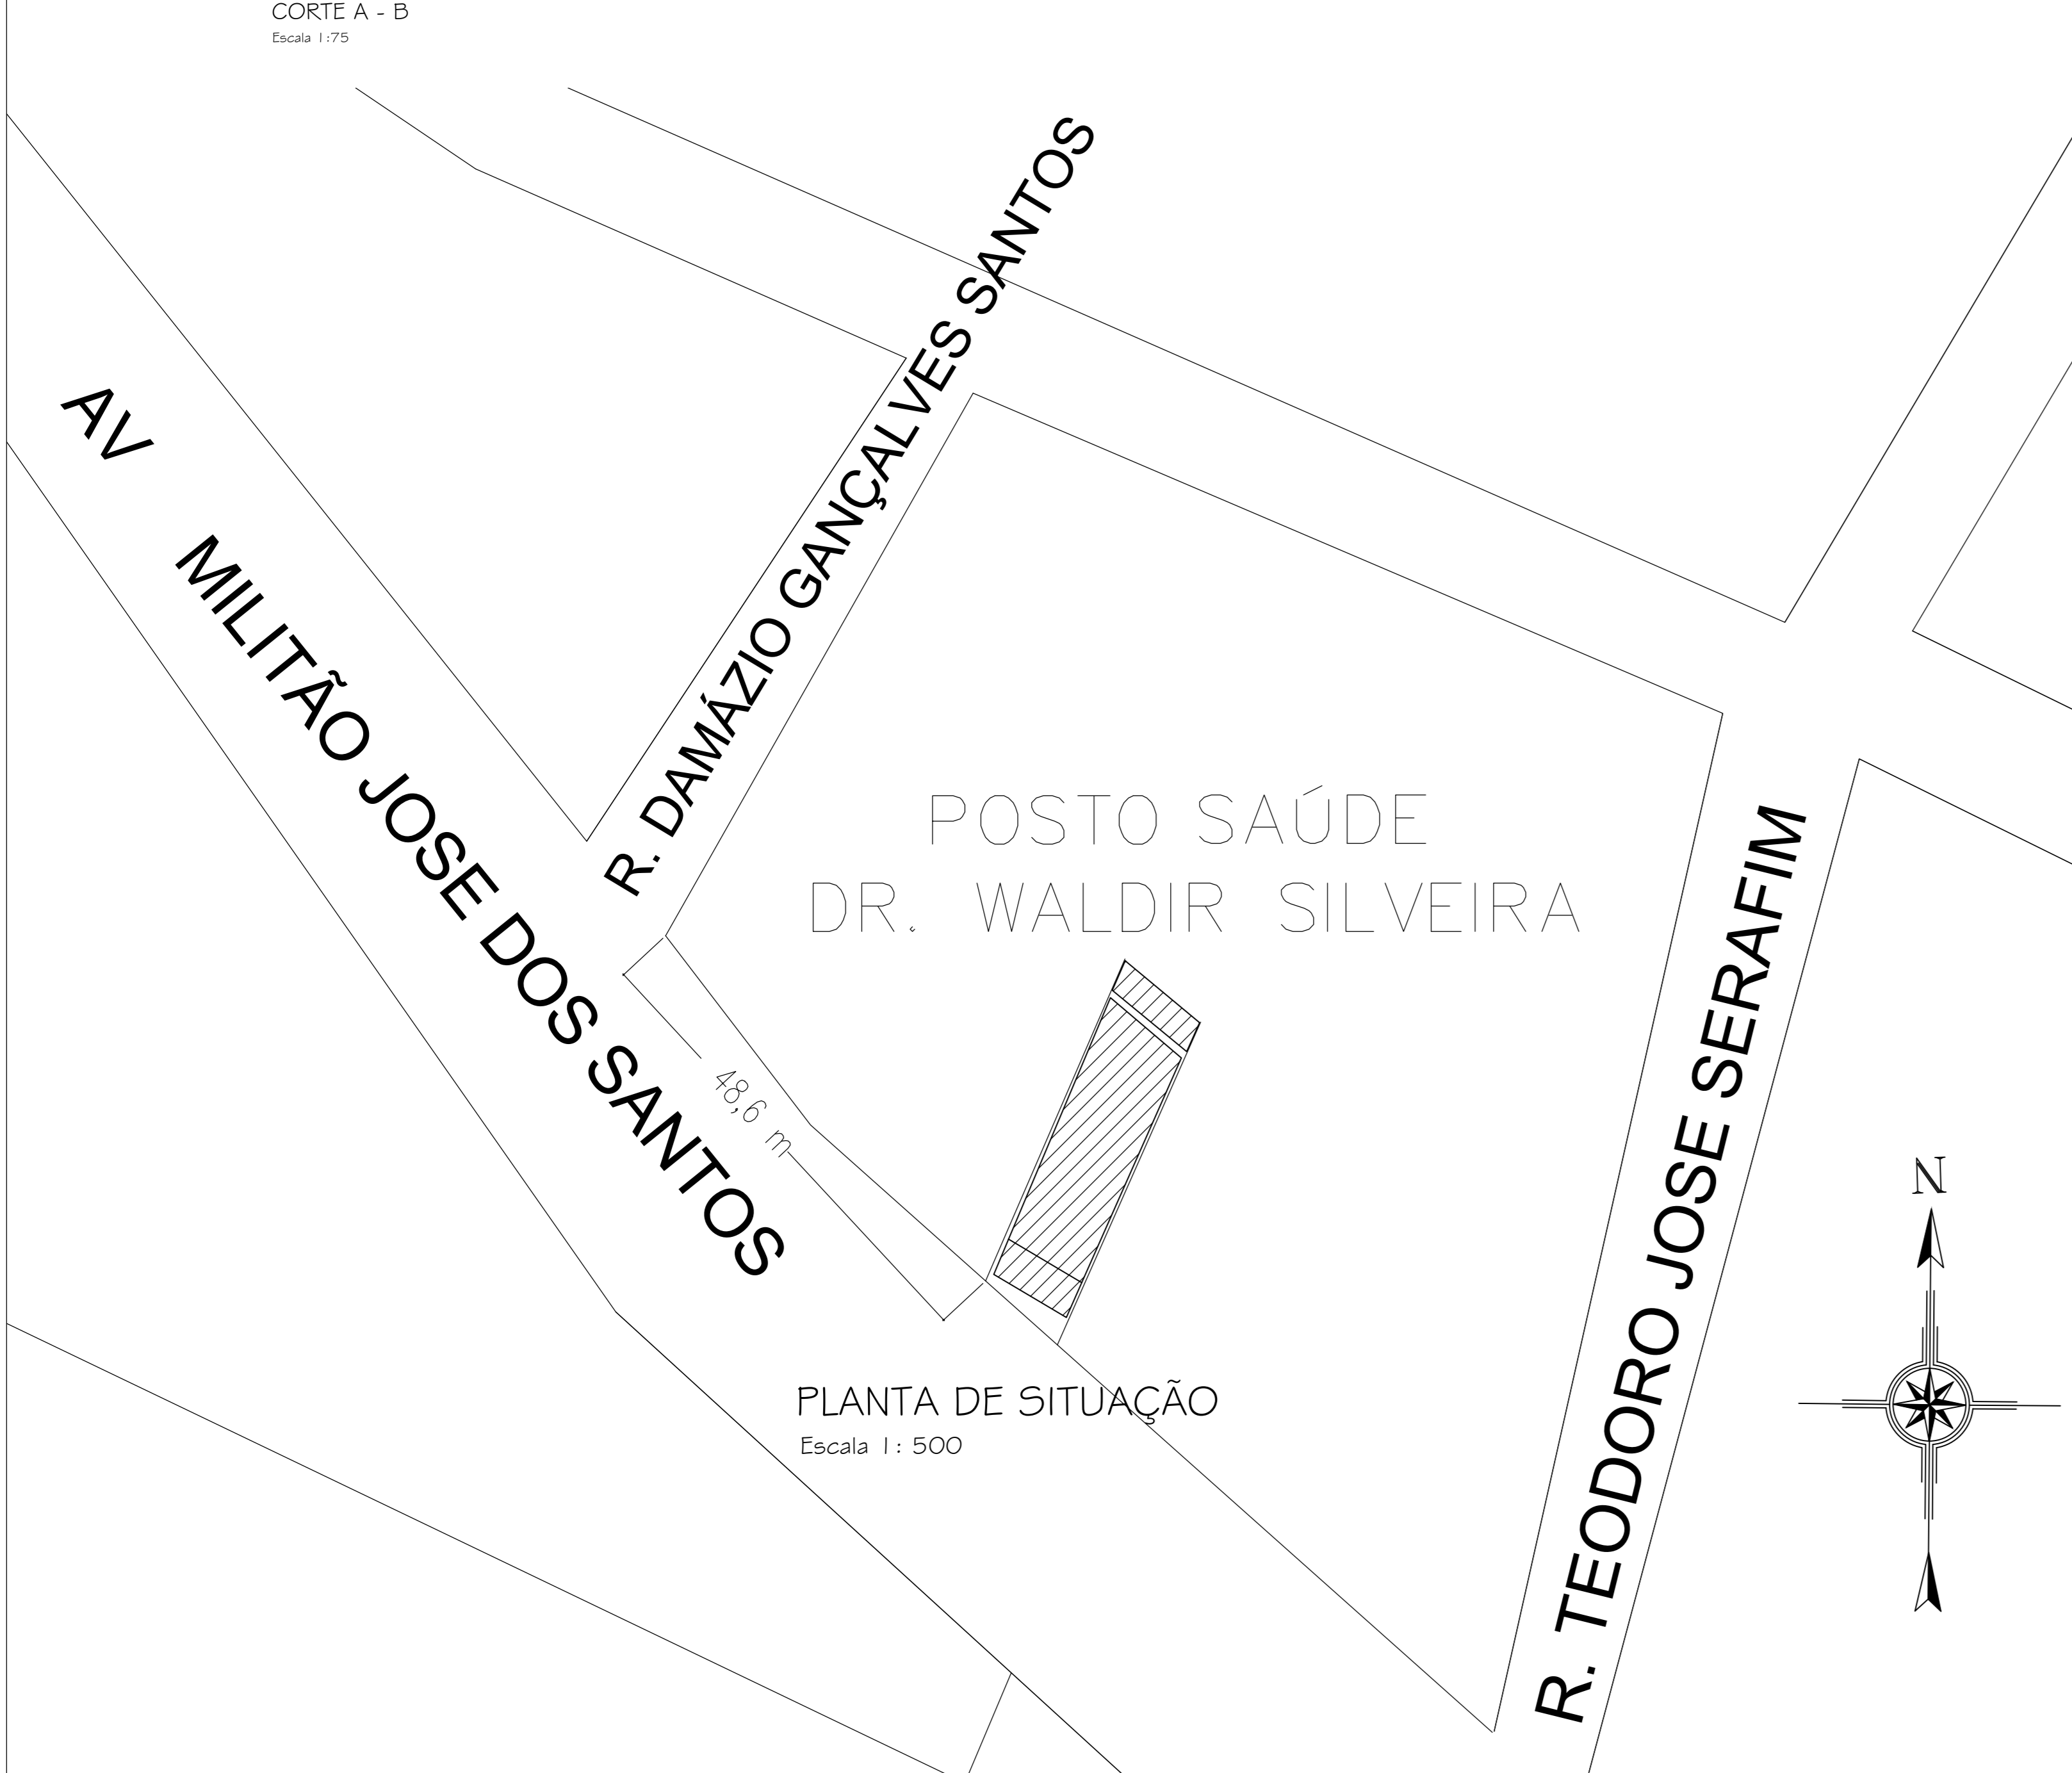 CORTE A - B
Escala 1:75
R. DAMÁZIO GANÇALVES SANTOS
AV MILITÃO JOSE DOS SANTOS
POSTO SAÚDE
DR. WALDIR SILVEIRA
R. TEODORO JOSE SERAFIM
48,6 m
N
PLANTA DE SITUAÇÃO
Escala 1: 500